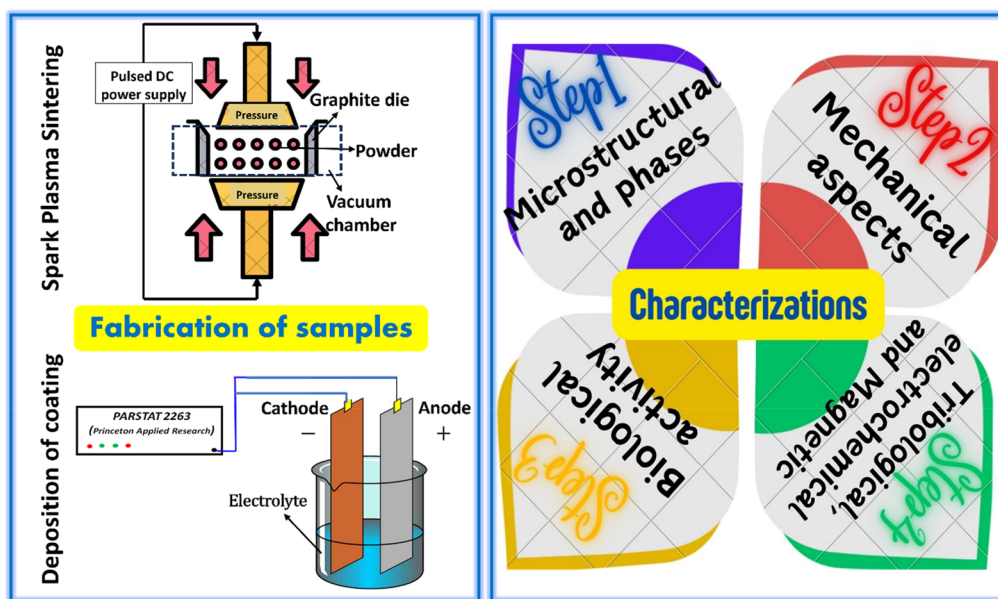 Spark Plasma Sintering
Pulsed DC
power supply
Pressure
Graphite die
Powder
Pressure
Vacuum
chamber
Fabrication of samples
Deposition of coating
PARSTAT 2263
(Princeton Applied Research)
Cathode
Anode
−
+
Electrolyte
Step1
Microstructural
and phases
Step2
Mechanical
aspects
Characterizations
Biological
activity
Step3
Tribological,
electrochemical
and Magnetic
Step4